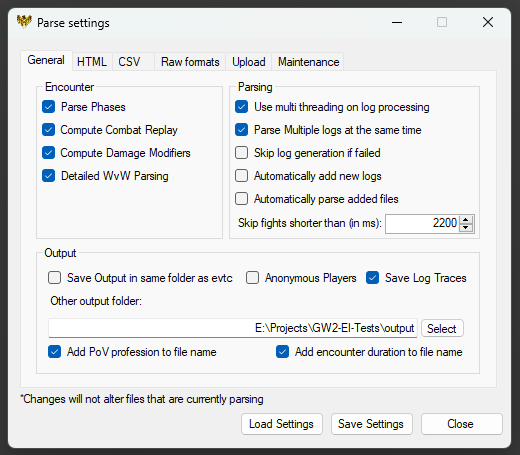 Parse settings
General HTML CSV Raw formats Upload Maintenance
Encounter
Parse Phases
Compute Combat Replay
Compute Damage Modifiers
Detailed WvW Parsing
Parsing
Use multi threading on log processing
Parse Multiple logs at the same time
Skip log generation if failed
Automatically add new logs
Automatically parse added files
Skip fights shorter than (in ms): 2200
Output
Save Output in same folder as evtc Anonymous Players Save Log Traces
Other output folder:
E:\Projects\GW2-EI-Tests\output Select
Add PoV profession to file name Add encounter duration to file name
*Changes will not alter files that are currently parsing
Load Settings Save Settings Close